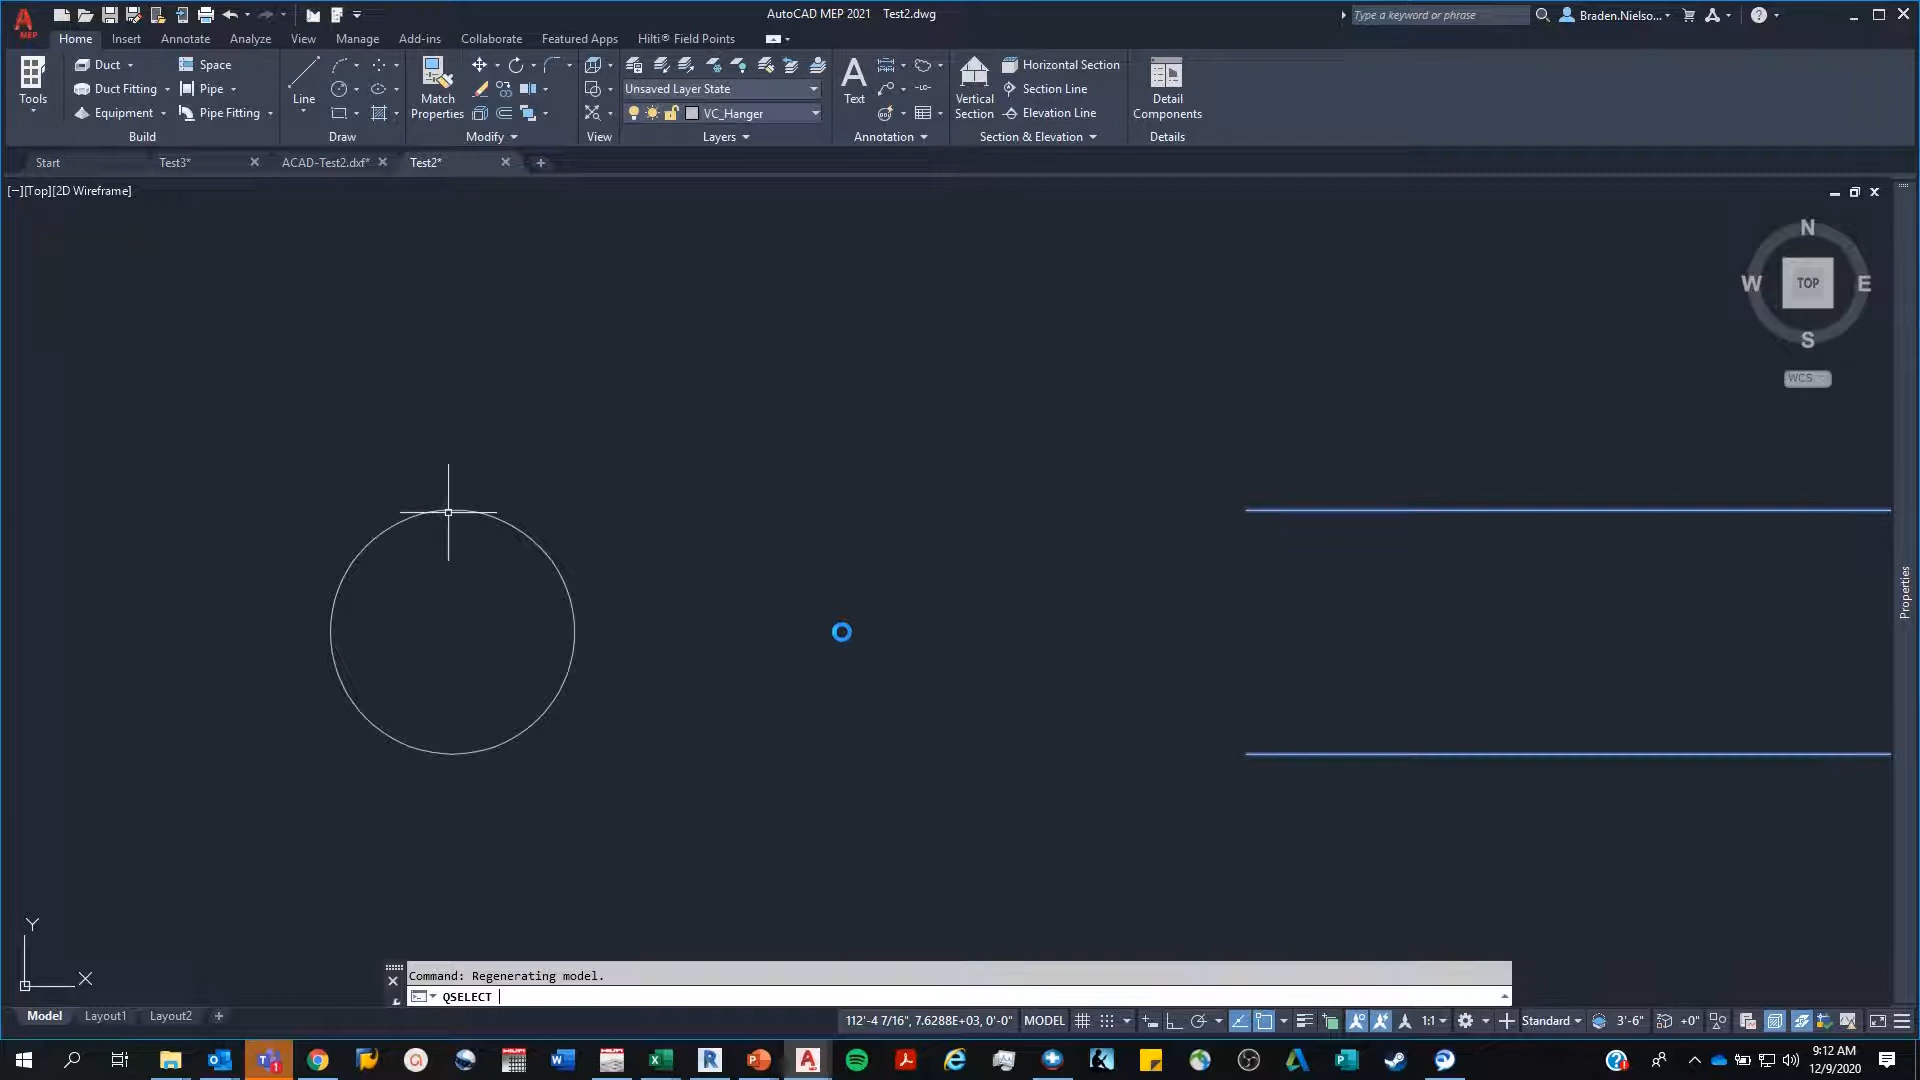 AutoCAD MEP 2021 Test2.dwg
Type a keyword or phrase
Braden.Nielso...
MEP
Home Insert Annotate Analyze View Manage Add-ins Collaborate Featured Apps Hilti® Field Points
Tools
Duct
Duct Fitting
Equipment
Space
Pipe
Pipe Fitting
Build
Line
Draw
Match
Properties
Modify
View
Unsaved Layer State
VC_Hanger
Layers
Text
Annotation
Vertical
Section
Horizontal Section
Section Line
Elevation Line
Section & Elevation
Detail
Components
Details
Start Test3* ACAD-Test2.dxf* Test2*
[−][Top][2D Wireframe]
N
W TOP E
S
WCS
Properties
Y
X
Command: Regenerating model.
QSELECT
Model Layout1 Layout2 +
112'-4 7/16", 7.6288E+03, 0'-0" MODEL 1:1 Standard 3'-6" +0"
9:12 AM
12/9/2020